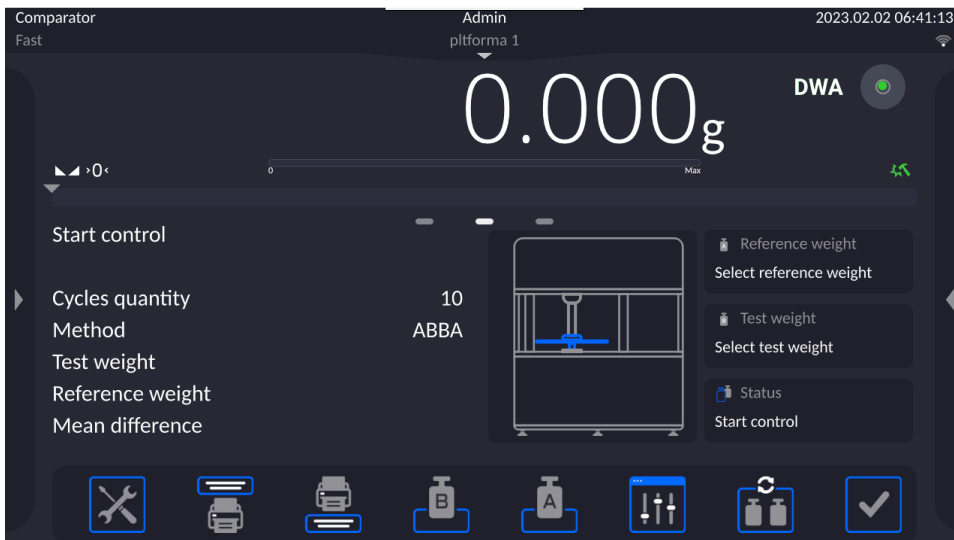 Comparator
Admin
2023.02.02 06:41:13
Fast
pltforma 1
0.000 g
DWA
>0<
0
Max
Start control
Cycles quantity 10
Method ABBA
Test weight
Reference weight
Mean difference
A Reference weight
Select reference weight
B Test weight
Select test weight
Status
Start control
B
A